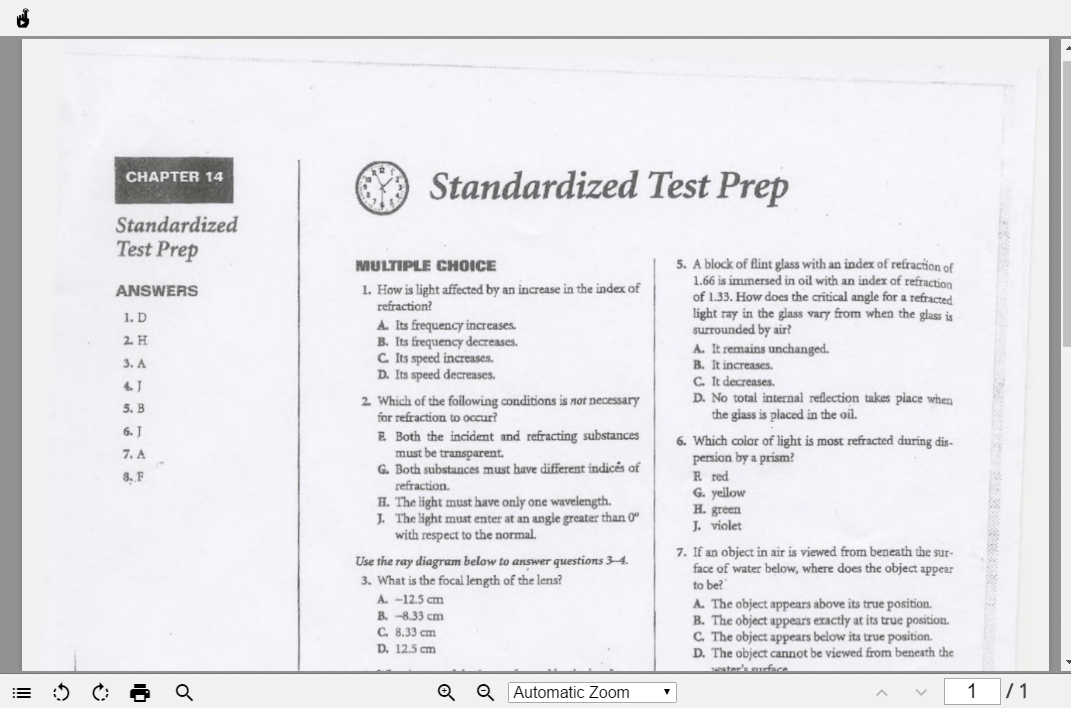 CHAPTER 14
Standardized
Test Prep
ANSWERS
1. D
2. H
3. A
4. J
5. B
6. J
7. A
8. F
Standardized Test Prep
MULTIPLE CHOICE
1. How is light affected by an increase in the index of
refraction?
A. Its frequency increases.
B. Its frequency decreases.
C. Its speed increases.
D. Its speed decreases.
2. Which of the following conditions is not necessary
for refraction to occur?
F. Both the incident and refracting substances
must be transparent.
G. Both substances must have different indices of
refraction.
H. The light must have only one wavelength.
J. The light must enter at an angle greater than 0°
with respect to the normal.
Use the ray diagram below to answer questions 3–4.
3. What is the focal length of the lens?
A. −12.5 cm
B. −8.33 cm
C. 8.33 cm
D. 12.5 cm
5. A block of flint glass with an index of refraction of
1.66 is immersed in oil with an index of refraction
of 1.33. How does the critical angle for a refracted
light ray in the glass vary from when the glass is
surrounded by air?
A. It remains unchanged.
B. It increases.
C. It decreases.
D. No total internal reflection takes place when
the glass is placed in the oil.
6. Which color of light is most refracted during dis-
persion by a prism?
F. red
G. yellow
H. green
J. violet
7. If an object in air is viewed from beneath the sur-
face of water below, where does the object appear
to be?
A. The object appears above its true position.
B. The object appears exactly at its true position.
C. The object appears below its true position.
D. The object cannot be viewed from beneath the
water's surface.
Automatic Zoom
1 / 1